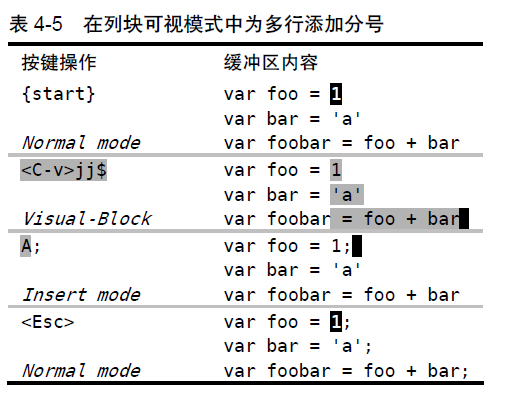 表 4-5 在列块可视模式中为多行添加分号
按键操作 缓冲区内容
{start} var foo = 1
var bar = 'a'
Normal mode var foobar = foo + bar
<C-v>jj$ var foo = 1
var bar = 'a'
Visual-Block var foobar = foo + bar
A; var foo = 1;
var bar = 'a'
Insert mode var foobar = foo + bar
<Esc> var foo = 1;
var bar = 'a';
Normal mode var foobar = foo + bar;